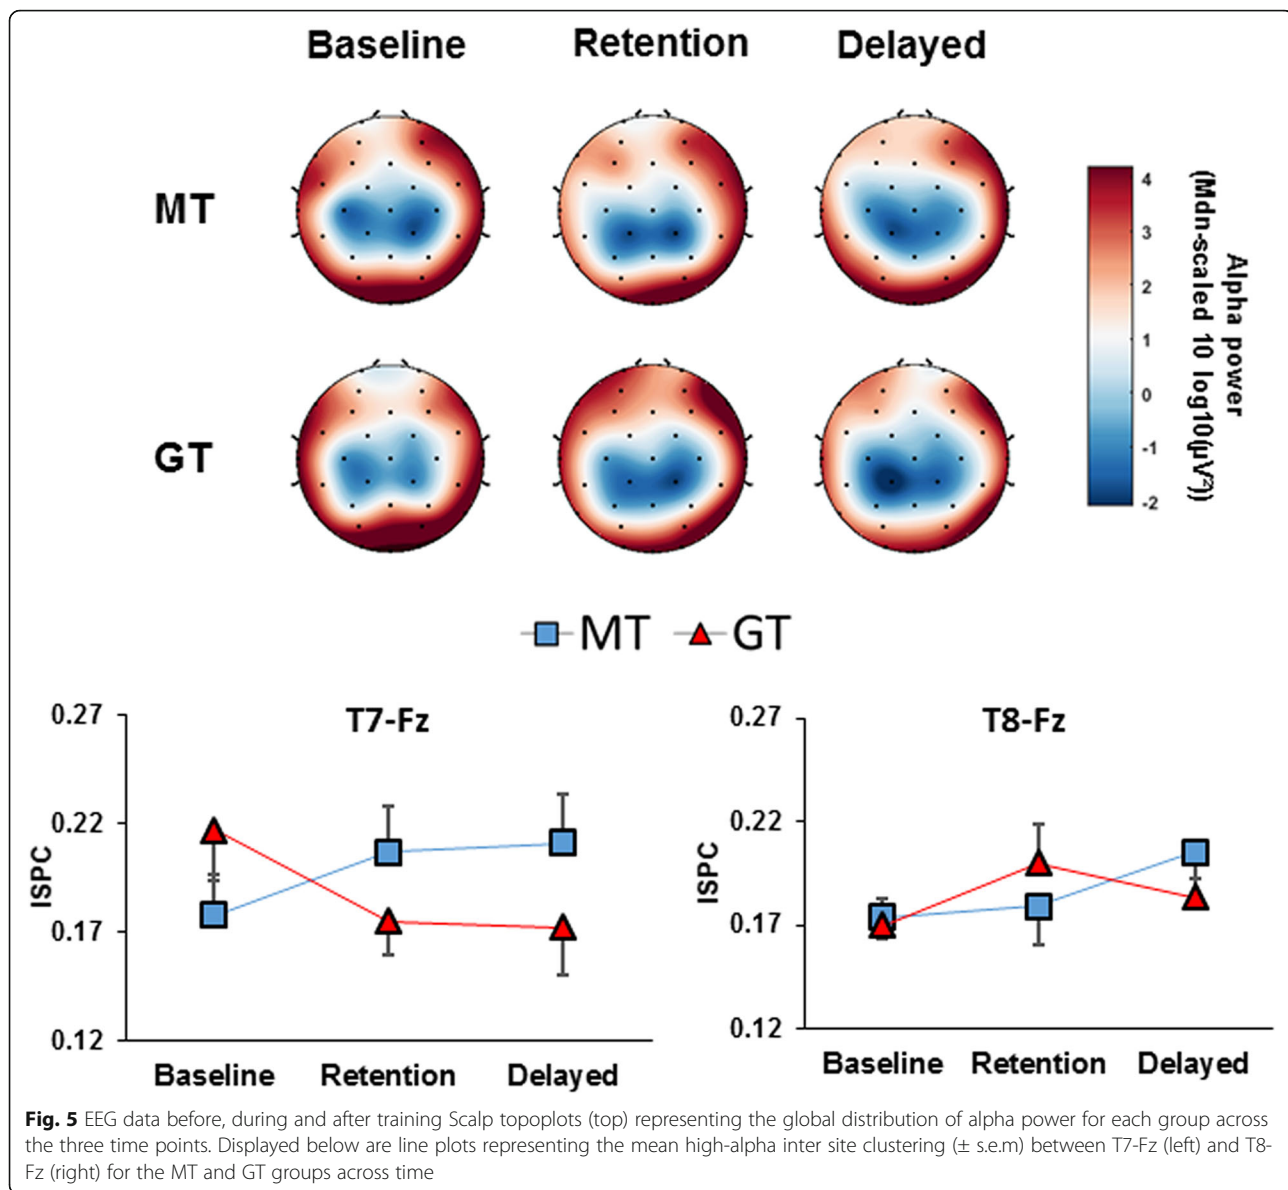 Baseline Retention Delayed
MT
GT
4
3
2
1
0
-1
-2
Alpha power
(Mdn-scaled 10 log10(µV²))
MT GT
T7-Fz
0.27
0.22
0.17
0.12
ISPC
Baseline Retention Delayed
T8-Fz
0.27
0.22
0.17
0.12
ISPC
Baseline Retention Delayed
Fig. 5 EEG data before, during and after training Scalp topoplots (top) representing the global distribution of alpha power for each group across
the three time points. Displayed below are line plots representing the mean high-alpha inter site clustering (± s.e.m) between T7-Fz (left) and T8-
Fz (right) for the MT and GT groups across time